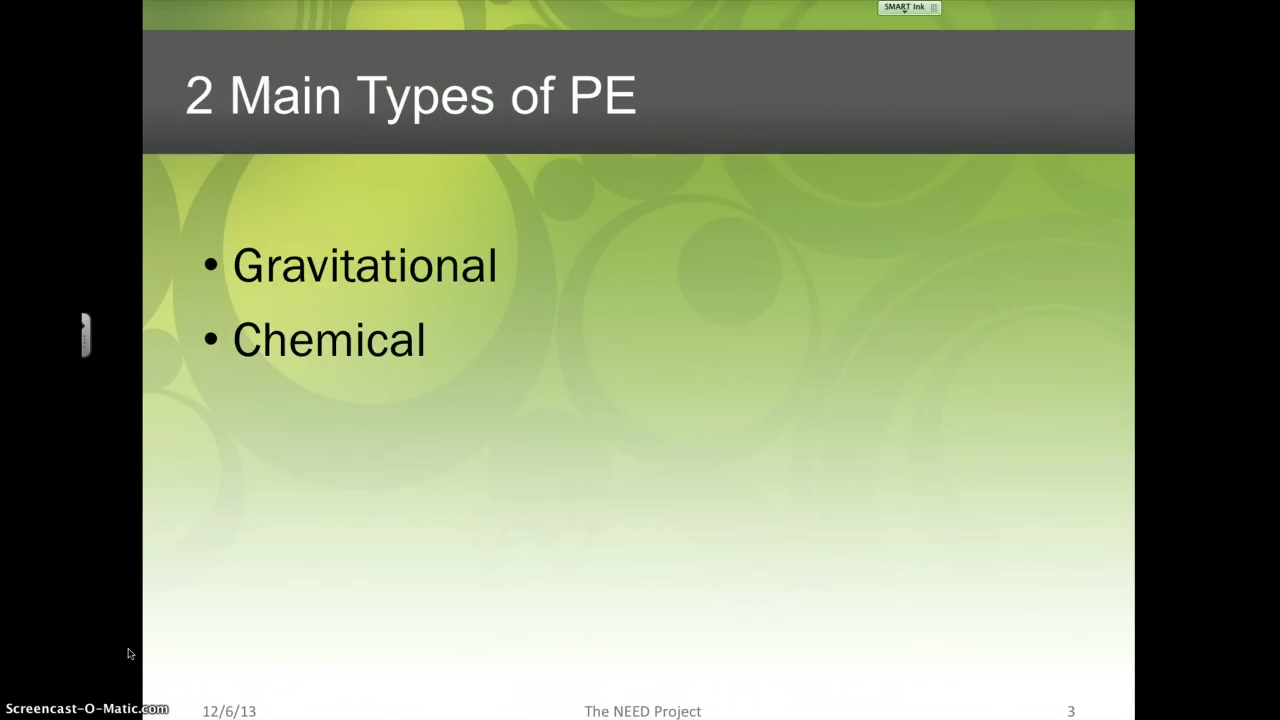 SMART Ink
2 Main Types of PE
• Gravitational
• Chemical
Screencast-O-Matic.com
12/6/13
The NEED Project
3